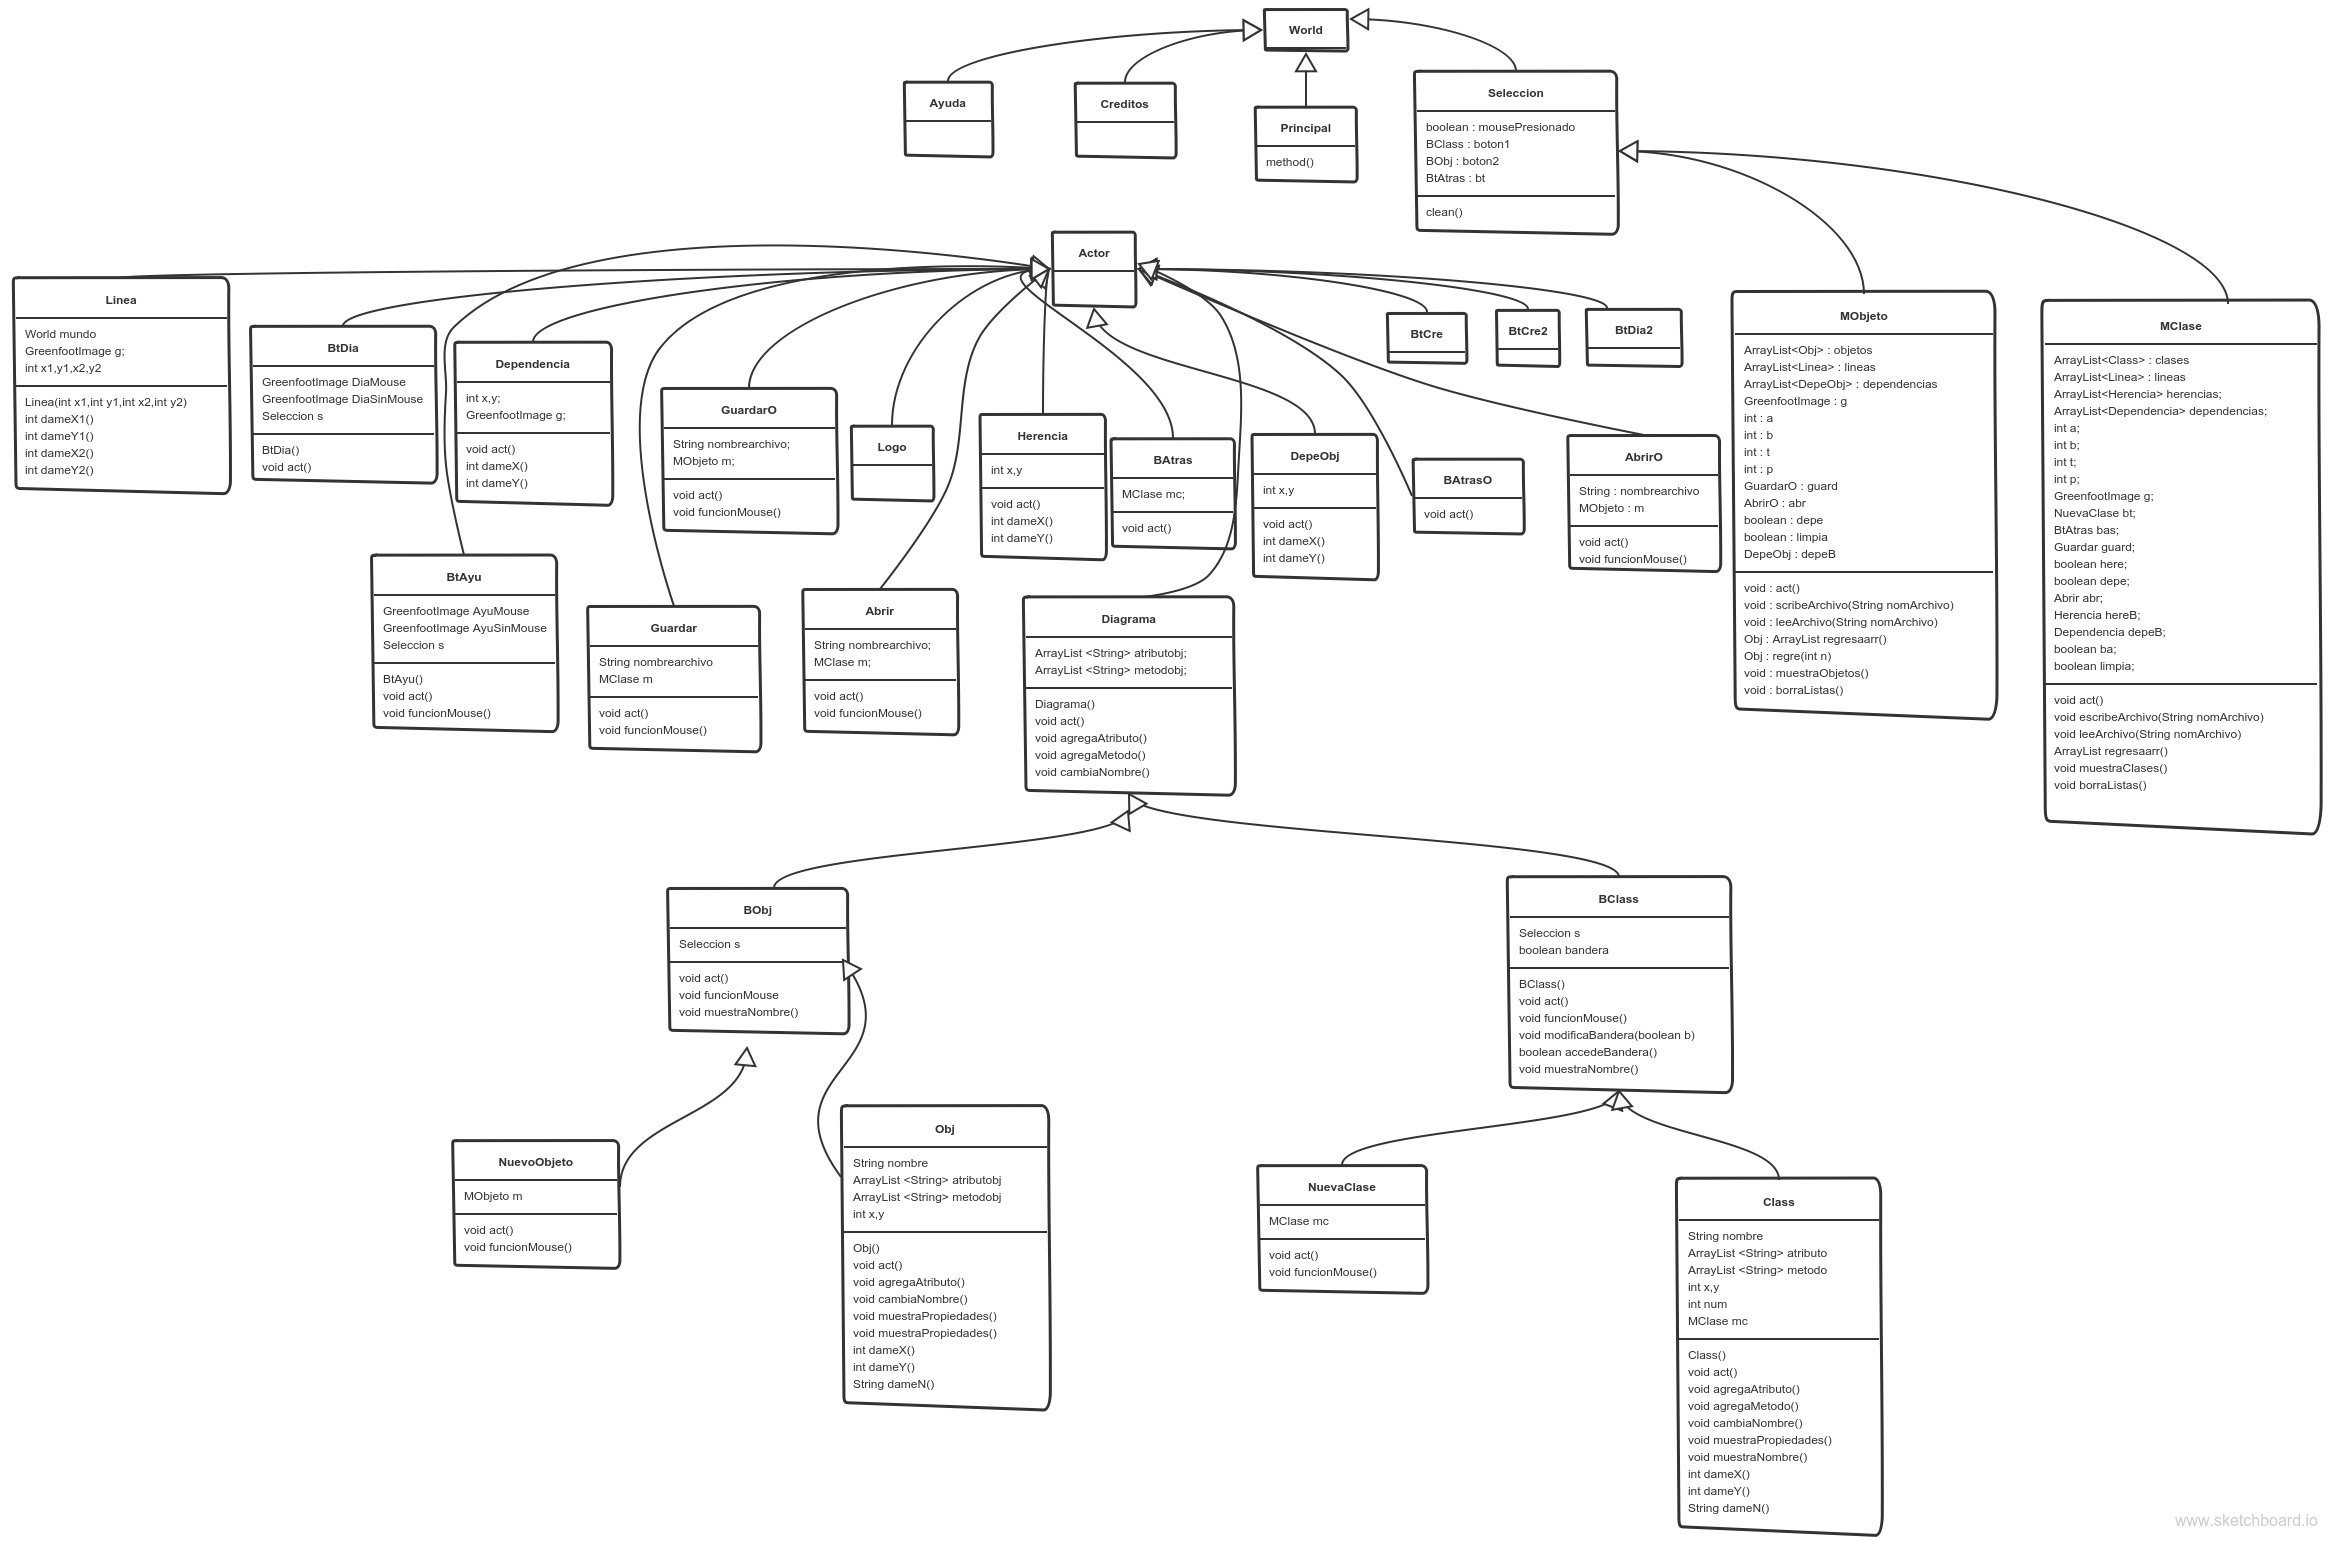 World
Ayuda
Creditos
Principal
method()
Seleccion
boolean : mousePresionado
BClass : boton1
BObj : boton2
BtAtras : bt
clean()
Actor
Linea
World mundo
GreenfootImage g;
int x1,y1,x2,y2
Linea(int x1,int y1,int x2,int y2)
int dameX1()
int dameY1()
int dameX2()
int dameY2()
BtDia
GreenfootImage DiaMouse
GreenfootImage DiaSinMouse
Seleccion s
BtDia()
void act()
Dependencia
int x,y;
GreenfootImage g;
void act()
int dameX()
int dameY()
GuardarO
String nombrearchivo;
MObjeto m;
void act()
void funcionMouse()
Logo
Herencia
int x,y
void act()
int dameX()
int dameY()
BAtras
MClase mc;
void act()
DepeObj
int x,y
void act()
int dameX()
int dameY()
BtCre
BtCre2
BtDia2
BAtrasO
void act()
AbrirO
String : nombrearchivo
MObjeto : m
void act()
void funcionMouse()
MObjeto
ArrayList<Obj> : objetos
ArrayList<Linea> : lineas
ArrayList<DepeObj> : dependencias
GreenfootImage : g
int : a
int : b
int : t
int : p
GuardarO : guard
AbrirO : abr
boolean : depe
boolean : limpia
DepeObj : depeB
void : act()
void : scribeArchivo(String nomArchivo)
void : leeArchivo(String nomArchivo)
Obj : ArrayList regresaarr()
Obj : regre(int n)
void : muestraObjetos()
void : borraListas()
MClase
ArrayList<Class> : clases
ArrayList<Linea> : lineas
ArrayList<Herencia> herencias;
ArrayList<Dependencia> dependencias;
int a;
int b;
int t;
int p;
GreenfootImage g;
NuevaClase bt;
BtAtras bas;
Guardar guard;
boolean here;
boolean depe;
Abrir abr;
Herencia hereB;
Dependencia depeB;
boolean ba;
boolean limpia;
void act()
void escribeArchivo(String nomArchivo)
void leeArchivo(String nomArchivo)
ArrayList regresaarr()
void muestraClases()
void borraListas()
BtAyu
GreenfootImage AyuMouse
GreenfootImage AyuSinMouse
Seleccion s
BtAyu()
void act()
void funcionMouse()
Guardar
String nombrearchivo
MClase m
void act()
void funcionMouse()
Abrir
String nombrearchivo;
MClase m;
void act()
void funcionMouse()
Diagrama
ArrayList <String> atributobj;
ArrayList <String> metodobj;
Diagrama()
void act()
void agregaAtributo()
void agregaMetodo()
void cambiaNombre()
BObj
Seleccion s
void act()
void funcionMouse
void muestraNombre()
BClass
Seleccion s
boolean bandera
BClass()
void act()
void funcionMouse()
void modificaBandera(boolean b)
boolean accedeBandera()
void muestraNombre()
NuevoObjeto
MObjeto m
void act()
void funcionMouse()
Obj
String nombre
ArrayList <String> atributobj
ArrayList <String> metodobj
int x,y
Obj()
void act()
void agregaAtributo()
void cambiaNombre()
void muestraPropiedades()
void muestraPropiedades()
int dameX()
int dameY()
String dameN()
NuevaClase
MClase mc
void act()
void funcionMouse()
Class
String nombre
ArrayList <String> atributo
ArrayList <String> metodo
int x,y
int num
MClase mc
Class()
void act()
void agregaAtributo()
void agregaMetodo()
void cambiaNombre()
void muestraPropiedades()
void muestraNombre()
int dameX()
int dameY()
String dameN()
www.sketchboard.io